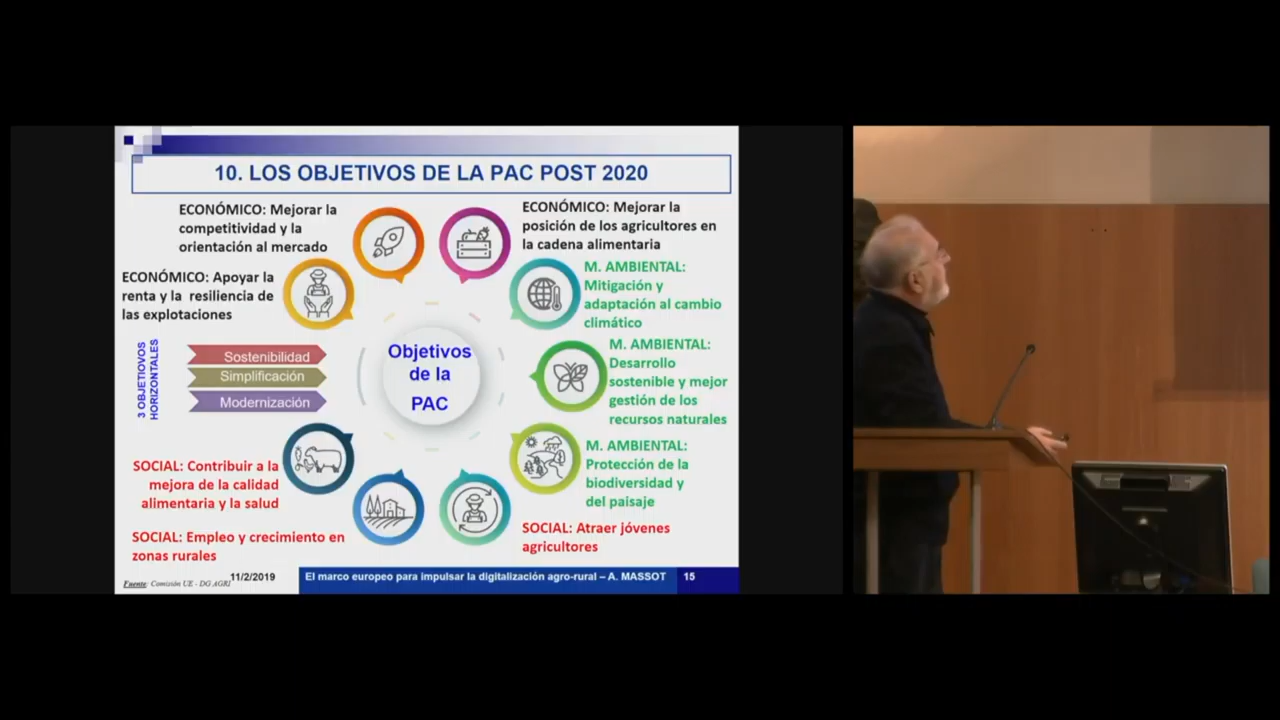 10. LOS OBJETIVOS DE LA PAC POST 2020
ECONÓMICO: Mejorar la
competitividad y la
orientación al mercado
ECONÓMICO: Mejorar la
posición de los agricultores en
la cadena alimentaria
ECONÓMICO: Apoyar la
renta y la resiliencia de
las explotaciones
M. AMBIENTAL:
Mitigación y
adaptación al cambio
climático
3 OBJETIOVOS
HORIZONTALES
Sostenibilidad
Simplificación
Modernización
Objetivos
de la
PAC
M. AMBIENTAL:
Desarrollo
sostenible y mejor
gestión de los
recursos naturales
SOCIAL: Contribuir a la
mejora de la calidad
alimentaria y la salud
M. AMBIENTAL:
Protección de la
biodiversidad y
del paisaje
SOCIAL: Empleo y crecimiento en
zonas rurales
SOCIAL: Atraer jóvenes
agricultores
Fuente: Comisión UE - DG AGRI
11/2/2019
El marco europeo para impulsar la digitalización agro-rural – A. MASSOT
15